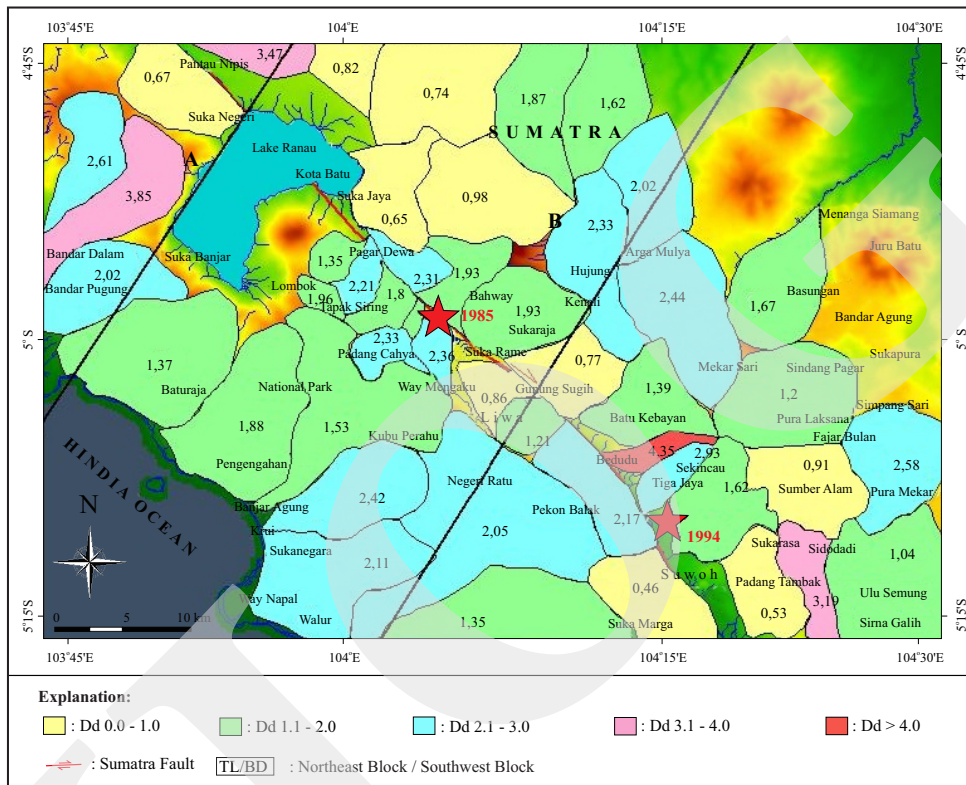 103°45'E 104°E 104°15'E 104°30'E
4°45'S 4°45'S
Pantau Nipis 3,47 0,82
0,67 0,74 1,87 1,62
Suka Negeri
SUMATRA
Lake Ranau
2,61 A
Kota Batu
3,85 Suka Jaya 0,98 2,02
0,65 B 2,33 Menanga Siamang
Bandar Dalam Suka Banjar Pagar Dewa Arga Mulya Juru Batu
2,02 1,35 2,31 1,93 Hujung
Bandar Pugung Lombok 2,21 1,8 Bahway 2,44 Basungan
1,96 Tapak Siring 1,93 Kenali 1,67 Bandar Agung
1985 Sukaraja
5°S 2,33 5°S
Padang Cahya 2,36 Suka Rame 0,77 Sukapura
1,37 Mekar Sari Sindang Pagar
Baturaja National Park Way Mengaku Gunung Sugih 1,39 1,2
0,86 Simpang Sari
1,88 1,53 Liwa Batu Kebayan Pura Laksana
Kubu Perahu 1,21 Fajar Bulan
Pengengahan Bedudu 4,35 2,93
HINDIA OCEAN Sekincau 0,91 2,58
N 2,42 Negeri Ratu Tiga Jaya 1,62 Sumber Alam Pura Mekar
Banjar Agung Pekon Balak
Krui 2,05 2,17
Sukanegara 1994 Sukarasa Sidodadi
2,11 1,04
Suwoh Padang Tambak
Way Napal 0,46 3,19 Ulu Semung
0 5 10 km Walur 1,35 Suka Marga 0,53 Sirna Galih
5°15'S 5°15'S
103°45'E 104°E 104°15'E 104°30'E
Explanation:
: Dd 0.0 - 1.0 : Dd 1.1 - 2.0 : Dd 2.1 - 3.0 : Dd 3.1 - 4.0 : Dd > 4.0
: Sumatra Fault TL/BD : Northeast Block / Southwest Block